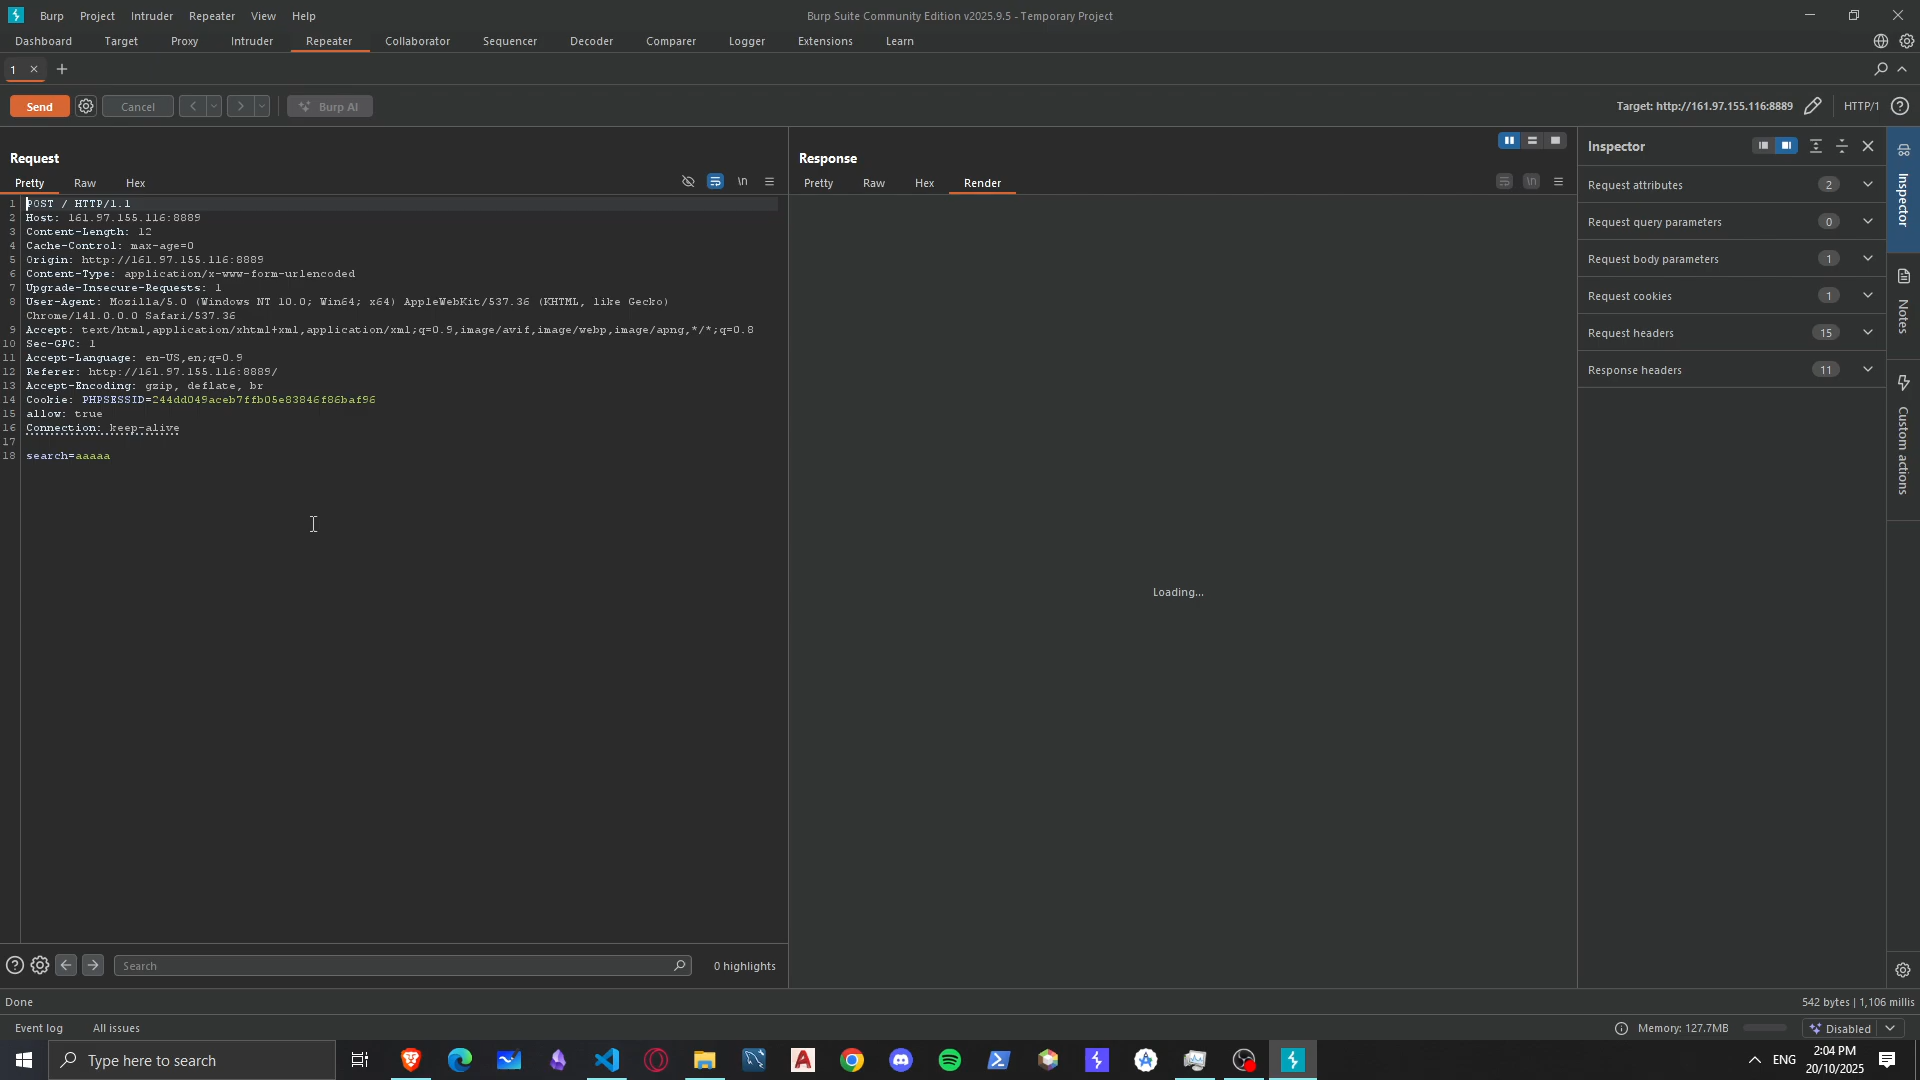 Burp Project Intruder Repeater View Help
Burp Suite Community Edition v2025.9.5 - Temporary Project
Dashboard Target Proxy Intruder Repeater Collaborator Sequencer Decoder Comparer Logger Extensions Learn
1
Send Cancel Burp AI
Target: http://161.97.155.116:8889 HTTP/1
Request
Pretty Raw Hex
\n
1 POST / HTTP/1.1
2 Host: 161.97.155.116:8889
3 Content-Length: 12
4 Cache-Control: max-age=0
5 Origin: http://161.97.155.116:8889
6 Content-Type: application/x-www-form-urlencoded
7 Upgrade-Insecure-Requests: 1
8 User-Agent: Mozilla/5.0 (Windows NT 10.0; Win64; x64) AppleWebKit/537.36 (KHTML, like Gecko)
Chrome/141.0.0.0 Safari/537.36
9 Accept: text/html,application/xhtml+xml,application/xml;q=0.9,image/avif,image/webp,image/apng,*/*;q=0.8
10 Sec-GPC: 1
11 Accept-Language: en-US,en;q=0.9
12 Referer: http://161.97.155.116:8889/
13 Accept-Encoding: gzip, deflate, br
14 Cookie: PHPSESSID=244dd049aceb7ffb05e83846f86baf96
15 allow: true
16 Connection: keep-alive
17
18 search=aaaaa
Search
0 highlights
Response
Pretty Raw Hex Render
\n
Loading...
Inspector
Request attributes 2
Request query parameters 0
Request body parameters 1
Request cookies 1
Request headers 15
Response headers 11
Inspector
Notes
Custom actions
Done
542 bytes | 1,106 millis
Event log All issues
Memory: 127.7MB
Disabled
Type here to search
ENG
2:04 PM
20/10/2025